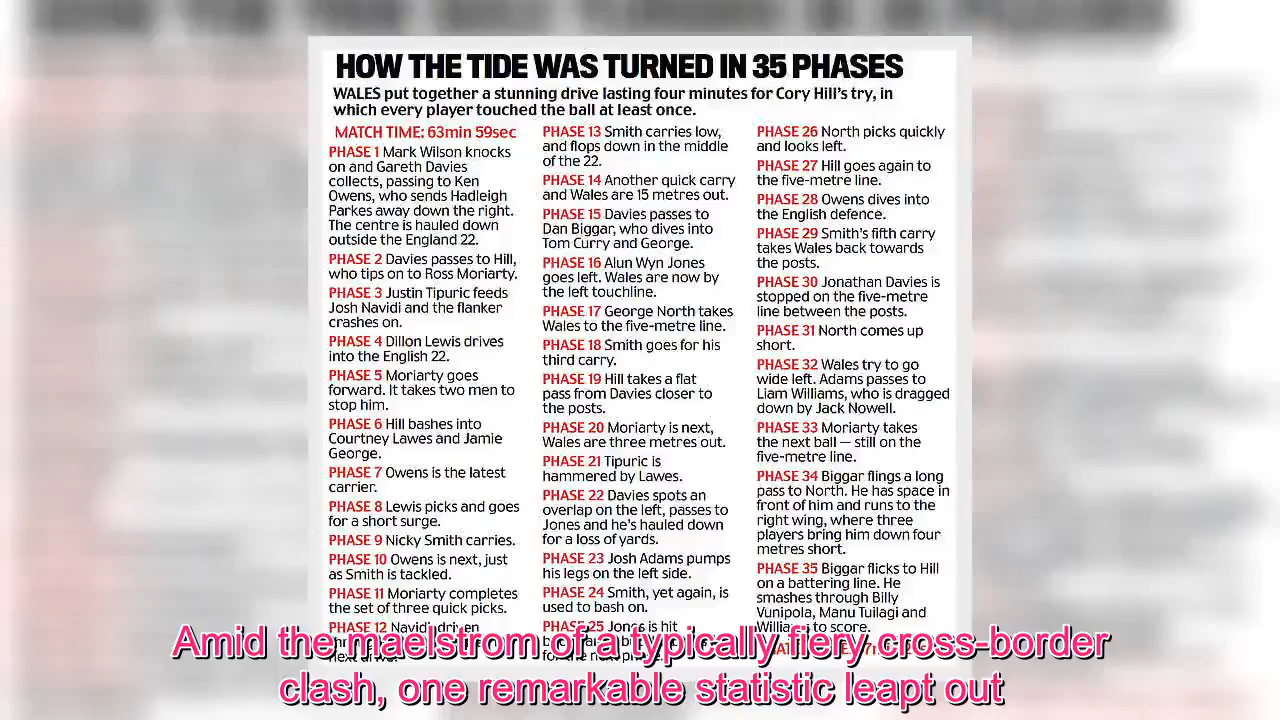 HOW THE TIDE WAS TURNED IN 35 PHASES
WALES put together a stunning drive lasting four minutes for Cory Hill's try, in
which every player touched the ball at least once.
MATCH TIME: 63min 59sec
PHASE 1 Mark Wilson knocks
on and Gareth Davies
collects, passing to Ken
Owens, who sends Hadleigh
Parkes away down the right.
The centre is hauled down
outside the England 22.
PHASE 2 Davies passes to Hill,
who tips on to Ross Moriarty.
PHASE 3 Justin Tipuric feeds
Josh Navidi and the flanker
crashes on.
PHASE 4 Dillon Lewis drives
into the English 22.
PHASE 5 Moriarty goes
forward. It takes two men to
stop him.
PHASE 6 Hill bashes into
Courtney Lawes and Jamie
George.
PHASE 7 Owens is the latest
carrier.
PHASE 8 Lewis picks and goes
for a short surge.
PHASE 9 Nicky Smith carries.
PHASE 10 Owens is next, just
as Smith is tackled.
PHASE 11 Moriarty completes
the set of three quick picks.
PHASE 12 Navidi driven
next drive.
PHASE 13 Smith carries low,
and flops down in the middle
of the 22.
PHASE 14 Another quick carry
and Wales are 15 metres out.
PHASE 15 Davies passes to
Dan Biggar, who dives into
Tom Curry and George.
PHASE 16 Alun Wyn Jones
goes left. Wales are now by
the left touchline.
PHASE 17 George North takes
Wales to the five-metre line.
PHASE 18 Smith goes for his
third carry.
PHASE 19 Hill takes a flat
pass from Davies closer to
the posts.
PHASE 20 Moriarty is next,
Wales are three metres out.
PHASE 21 Tipuric is
hammered by Lawes.
PHASE 22 Davies spots an
overlap on the left, passes to
Jones and he's hauled down
for a loss of yards.
PHASE 23 Josh Adams pumps
his legs on the left side.
PHASE 24 Smith, yet again, is
used to bash on.
PHASE 25 Jones is hit
for the next
PHASE 26 North picks quickly
and looks left.
PHASE 27 Hill goes again to
the five-metre line.
PHASE 28 Owens dives into
the English defence.
PHASE 29 Smith's fifth carry
takes Wales back towards
the posts.
PHASE 30 Jonathan Davies is
stopped on the five-metre
line between the posts.
PHASE 31 North comes up
short.
PHASE 32 Wales try to go
wide left. Adams passes to
Liam Williams, who is dragged
down by Jack Nowell.
PHASE 33 Moriarty takes
the next ball — still on the
five-metre line.
PHASE 34 Biggar flings a long
pass to North. He has space in
front of him and runs to the
right wing, where three
players bring him down four
metres short.
PHASE 35 Biggar flicks to Hill
on a battering line. He
smashes through Billy
Vunipola, Manu Tuilagi and
Williams to score.
Amid the maelstrom of a typically fiery cross-border
clash, one remarkable statistic leapt out